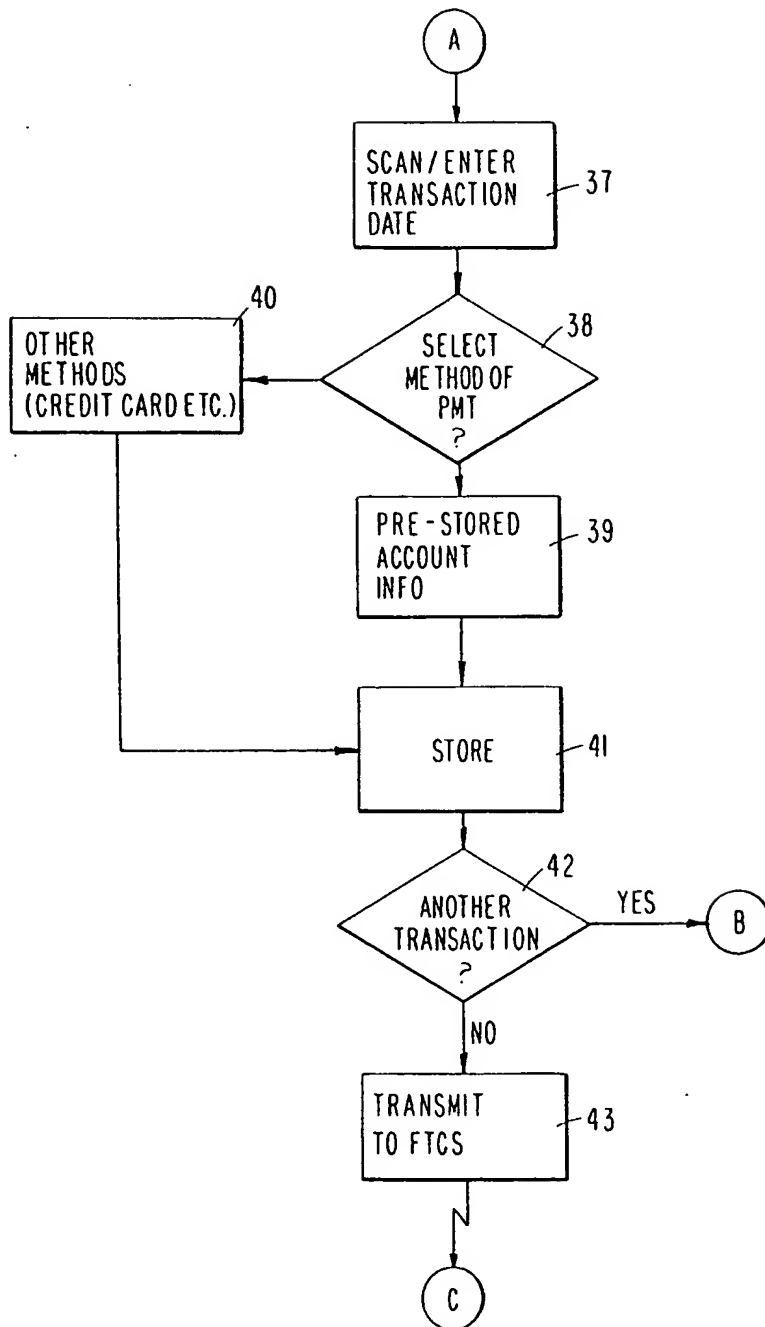 A
SCAN/ENTER
TRANSACTION
DATE
37
40
OTHER
METHODS
(CREDIT CARD ETC.)
38
SELECT
METHOD OF
PMT
?
PRE-STORED
ACCOUNT
INFO
39
STORE
41
42
ANOTHER
TRANSACTION
?
YES
B
NO
TRANSMIT
TO FTCS
43
C